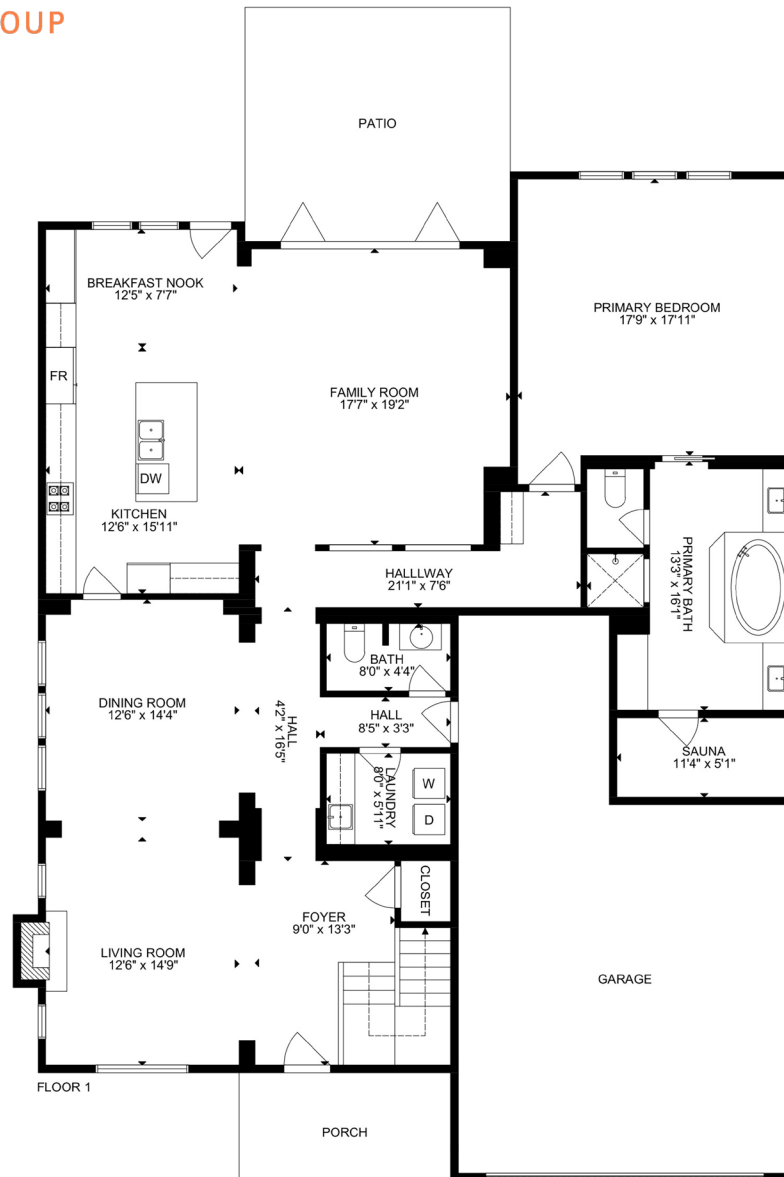 OUP
PATIO
BREAKFAST NOOK
12'5" x 7'7"
PRIMARY BEDROOM
17'9" x 17'11"
FR
FAMILY ROOM
17'7" x 19'2"
DW
KITCHEN
12'6" x 15'11"
HALLLWAY
21'1" x 7'6"
PRIMARY BATH
13'3" x 16'1"
BATH
8'0" x 4'4"
DINING ROOM
12'6" x 14'4"
HALL
4'2" x 16'5"
HALL
8'5" x 3'3"
SAUNA
11'4" x 5'1"
LAUNDRY
8'0" x 5'11"
W
D
CLOSET
FOYER
9'0" x 13'3"
LIVING ROOM
12'6" x 14'9"
GARAGE
FLOOR 1
PORCH